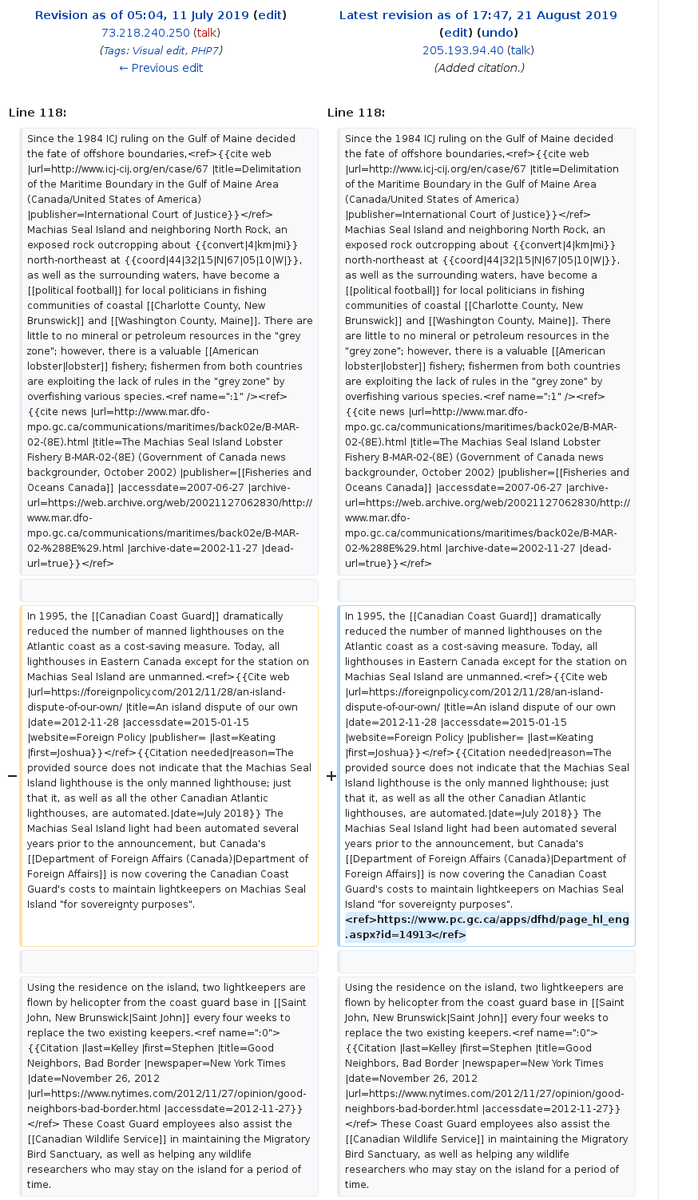 Revision as of 05:04, 11 July 2019 (edit)
73.218.240.250 (talk)
(Tags: Visual edit, PHP7)
← Previous edit
Latest revision as of 17:47, 21 August 2019
(edit) (undo)
205.193.94.40 (talk)
(Added citation.)
Line 118:
Since the 1984 ICJ ruling on the Gulf of Maine decided
the fate of offshore boundaries,<ref>{{cite web
|url=http://www.icj-cij.org/en/case/67 |title=Delimitation
of the Maritime Boundary in the Gulf of Maine Area
(Canada/United States of America)
|publisher=International Court of Justice}}</ref>
Machias Seal Island and neighboring North Rock, an
exposed rock outcropping about {{convert|4|km|mi}}
north-northeast at {{coord|44|32|15|N|67|05|10|W|}},
as well as the surrounding waters, have become a
[[political football]] for local politicians in fishing
communities of coastal [[Charlotte County, New
Brunswick]] and [[Washington County, Maine]]. There are
little to no mineral or petroleum resources in the "grey
zone"; however, there is a valuable [[American
lobster|lobster]] fishery; fishermen from both countries
are exploiting the lack of rules in the "grey zone" by
overfishing various species.<ref name=":1" /><ref>
{{cite news |url=http://www.mar.dfo-
mpo.gc.ca/communications/maritimes/back02e/B-MAR-
02-(8E).html |title=The Machias Seal Island Lobster
Fishery B-MAR-02-(8E) (Government of Canada news
backgrounder, October 2002) |publisher=[[Fisheries and
Oceans Canada]] |accessdate=2007-06-27 |archive-
url=https://web.archive.org/web/20021127062830/http://
www.mar.dfo-
mpo.gc.ca/communications/maritimes/back02e/B-MAR-
02-%288E%29.html |archive-date=2002-11-27 |dead-
url=true}}</ref>
Line 118:
Since the 1984 ICJ ruling on the Gulf of Maine decided
the fate of offshore boundaries,<ref>{{cite web
|url=http://www.icj-cij.org/en/case/67 |title=Delimitation
of the Maritime Boundary in the Gulf of Maine Area
(Canada/United States of America)
|publisher=International Court of Justice}}</ref>
Machias Seal Island and neighboring North Rock, an
exposed rock outcropping about {{convert|4|km|mi}}
north-northeast at {{coord|44|32|15|N|67|05|10|W|}},
as well as the surrounding waters, have become a
[[political football]] for local politicians in fishing
communities of coastal [[Charlotte County, New
Brunswick]] and [[Washington County, Maine]]. There
are little to no mineral or petroleum resources in the
"grey zone"; however, there is a valuable [[American
lobster|lobster]] fishery; fishermen from both countries
are exploiting the lack of rules in the "grey zone" by
overfishing various species.<ref name=":1" /><ref>
{{cite news |url=http://www.mar.dfo-
mpo.gc.ca/communications/maritimes/back02e/B-MAR-
02-(8E).html |title=The Machias Seal Island Lobster
Fishery B-MAR-02-(8E) (Government of Canada news
backgrounder, October 2002) |publisher=[[Fisheries and
Oceans Canada]] |accessdate=2007-06-27 |archive-
url=https://web.archive.org/web/20021127062830/http://
www.mar.dfo-
mpo.gc.ca/communications/maritimes/back02e/B-MAR-
02-%288E%29.html |archive-date=2002-11-27 |dead-
url=true}}</ref>
−
In 1995, the [[Canadian Coast Guard]] dramatically
reduced the number of manned lighthouses on the
Atlantic coast as a cost-saving measure. Today, all
lighthouses in Eastern Canada except for the station on
Machias Seal Island are unmanned.<ref>{{Cite web
|url=https://foreignpolicy.com/2012/11/28/an-island-
dispute-of-our-own/ |title=An island dispute of our own
|date=2012-11-28 |accessdate=2015-01-15
|website=Foreign Policy |publisher= |last=Keating
|first=Joshua}}</ref>{{Citation needed|reason=The
provided source does not indicate that the Machias Seal
Island lighthouse is the only manned lighthouse; just
that it, as well as all the other Canadian Atlantic
lighthouses, are automated.|date=July 2018}} The
Machias Seal Island light had been automated several
years prior to the announcement, but Canada's
[[Department of Foreign Affairs (Canada)|Department of
Foreign Affairs]] is now covering the Canadian Coast
Guard's costs to maintain lightkeepers on Machias Seal
Island "for sovereignty purposes".
+
In 1995, the [[Canadian Coast Guard]] dramatically
reduced the number of manned lighthouses on the
Atlantic coast as a cost-saving measure. Today, all
lighthouses in Eastern Canada except for the station on
Machias Seal Island are unmanned.<ref>{{Cite web
|url=https://foreignpolicy.com/2012/11/28/an-island-
dispute-of-our-own/ |title=An island dispute of our own
|date=2012-11-28 |accessdate=2015-01-15
|website=Foreign Policy |publisher= |last=Keating
|first=Joshua}}</ref>{{Citation needed|reason=The
provided source does not indicate that the Machias Seal
Island lighthouse is the only manned lighthouse; just
that it, as well as all the other Canadian Atlantic
lighthouses, are automated.|date=July 2018}} The
Machias Seal Island light had been automated several
years prior to the announcement, but Canada's
[[Department of Foreign Affairs (Canada)|Department of
Foreign Affairs]] is now covering the Canadian Coast
Guard's costs to maintain lightkeepers on Machias Seal
Island "for sovereignty purposes".
<ref>https://www.pc.gc.ca/apps/dfhd/page_hl_eng
.aspx?id=14913</ref>
Using the residence on the island, two lightkeepers are
flown by helicopter from the coast guard base in [[Saint
John, New Brunswick|Saint John]] every four weeks to
replace the two existing keepers.<ref name=":0">
{{Citation |last=Kelley |first=Stephen |title=Good
Neighbors, Bad Border |newspaper=New York Times
|date=November 26, 2012
|url=https://www.nytimes.com/2012/11/27/opinion/good-
neighbors-bad-border.html |accessdate=2012-11-27}}
</ref> These Coast Guard employees also assist the
[[Canadian Wildlife Service]] in maintaining the Migratory
Bird Sanctuary, as well as helping any wildlife
researchers who may stay on the island for a period of
time.
Using the residence on the island, two lightkeepers are
flown by helicopter from the coast guard base in [[Saint
John, New Brunswick|Saint John]] every four weeks to
replace the two existing keepers.<ref name=":0">
{{Citation |last=Kelley |first=Stephen |title=Good
Neighbors, Bad Border |newspaper=New York Times
|date=November 26, 2012
|url=https://www.nytimes.com/2012/11/27/opinion/good-
neighbors-bad-border.html |accessdate=2012-11-27}}
</ref> These Coast Guard employees also assist the
[[Canadian Wildlife Service]] in maintaining the Migratory
Bird Sanctuary, as well as helping any wildlife
researchers who may stay on the island for a period of
time.